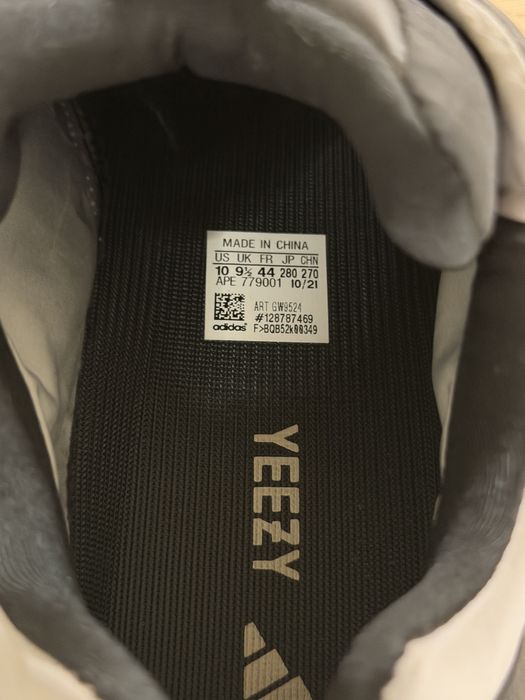 MADE IN CHINA
US UK FR JP CHN
10 9½ 44 280 270
APE 779001 10/21
ART GW9524
#128787469
adidas F>BQB52k00349
YEEZY